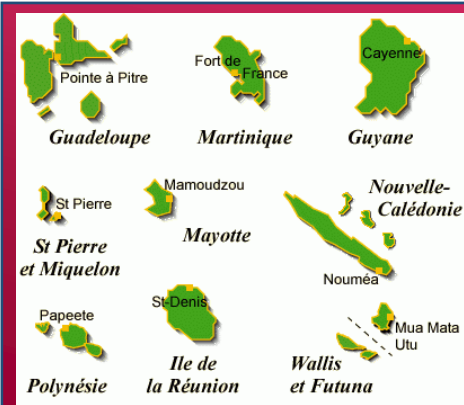 Pointe à Pitre
Guadeloupe
Fort de
France
Martinique
Cayenne
Guyane
St Pierre
St Pierre
et Miquelon
Mamoudzou
Mayotte
Nouvelle-
Calédonie
Nouméa
Papeete
Polynésie
St-Denis
Ile de
la Réunion
Mua Mata
Utu
Wallis
et Futuna